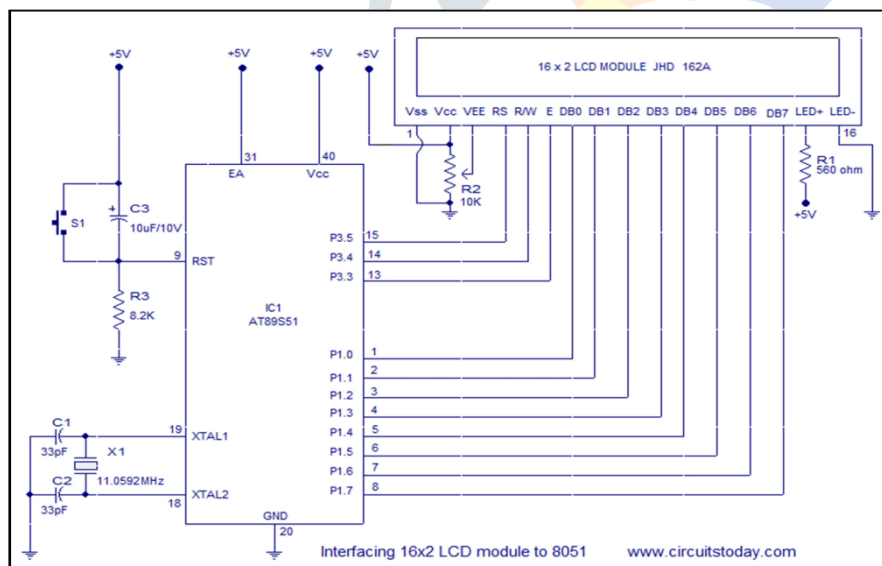 +5V
+5V
+5V
+5V
16 x 2 LCD MODULE JHD 162A
Vss Vcc VEE RS R/W E DB0 DB1 DB2 DB3 DB4 DB5 DB6 DB7 LED+ LED-
1
16
31
40
EA
Vcc
R2
10K
R1
560 ohm
+5V
S1
+
C3
10uF/10V
9
RST
R3
8.2K
IC1
AT89S51
P3.5 15
P3.4 14
P3.3 13
P1.0 1
P1.1 2
P1.2 3
P1.3 4
P1.4 5
P1.5 6
P1.6 7
P1.7 8
C1
33pF
19
XTAL1
X1
11.0592MHz
C2
33pF
18
XTAL2
GND
20
Interfacing 16x2 LCD module to 8051 www.circuitstoday.com